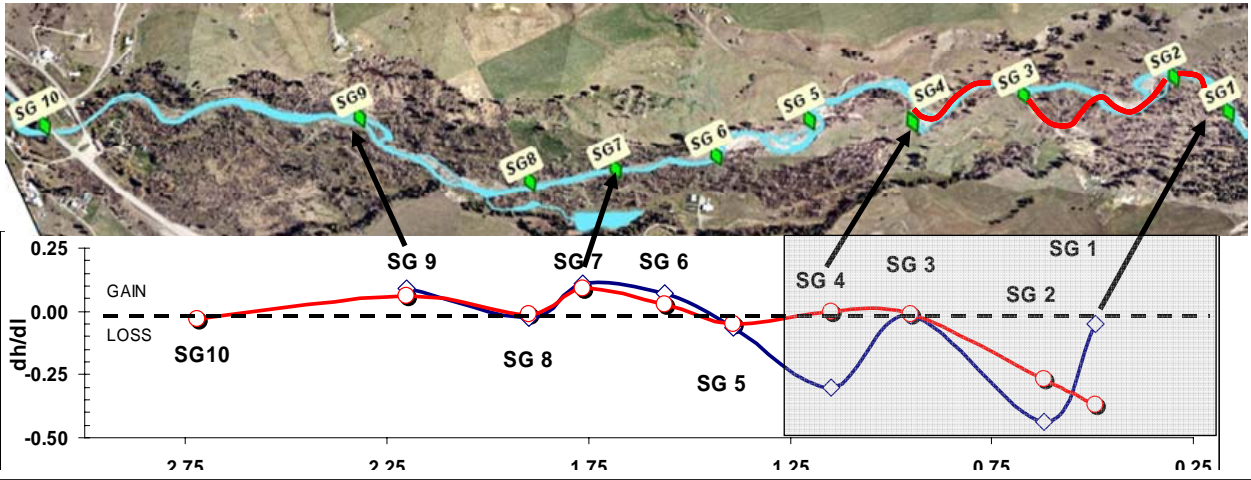 SG 10
SG9
SG8
SG7
SG 6
SG 5
SG4
SG 3
SG2
SG1
0.25
GAIN
0.00
LOSS
-0.25
-0.50
dh/dl
SG10
SG 9
SG 8
SG 7
SG 6
SG 5
SG 4
SG 3
SG 2
SG 1
2.75
2.25
1.75
1.25
0.75
0.25